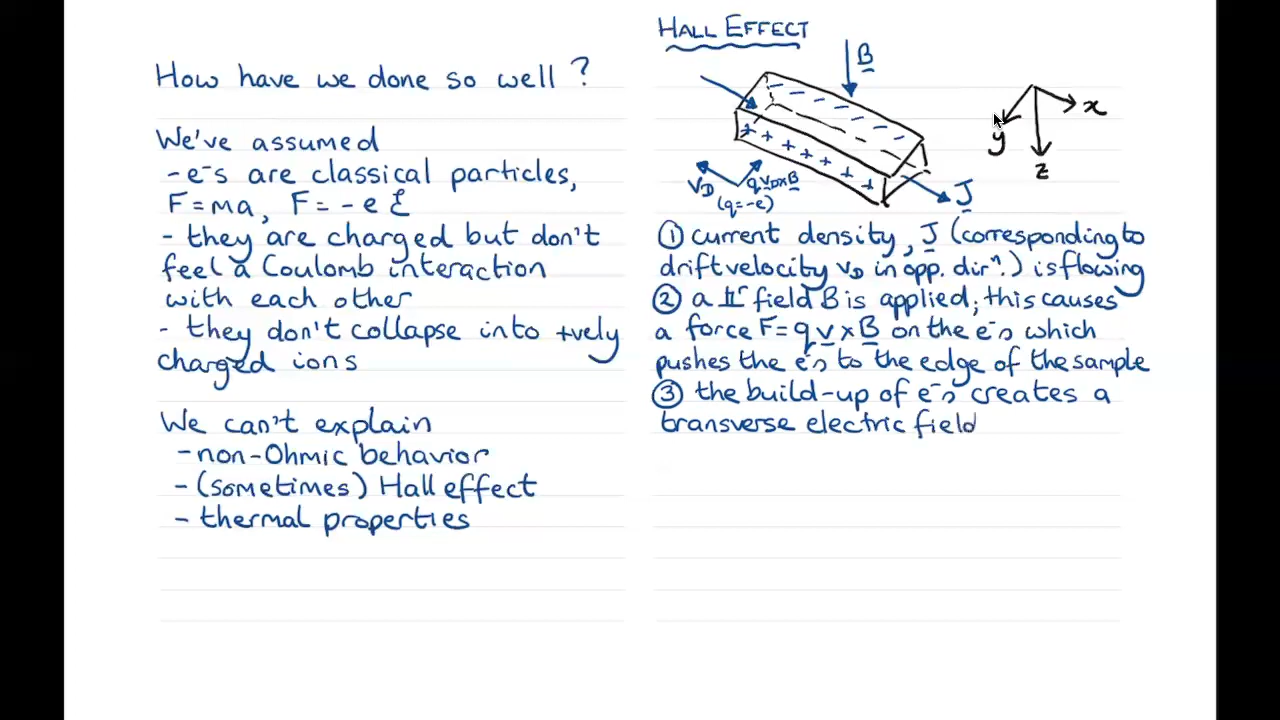 How have we done so well ?
We've assumed
- e⁻s are classical particles,
F = ma, F = - e ℰ
- they are charged but don't
feel a Coulomb interaction
with each other
- they don't collapse into +vely
charged ions
We can't explain
- non-Ohmic behavior
- (sometimes) Hall effect
- thermal properties
HALL EFFECT
B
x
y
z
V_D
q v_D x B
(q=-e)
J
① current density, J (corresponding to
drift velocity v_D in opp. dirⁿ.) is flowing
② a field B is applied; this causes
a force F = q v x B on the e⁻s which
pushes the e⁻s to the edge of the sample
③ the build-up of e⁻s creates a
transverse electric field